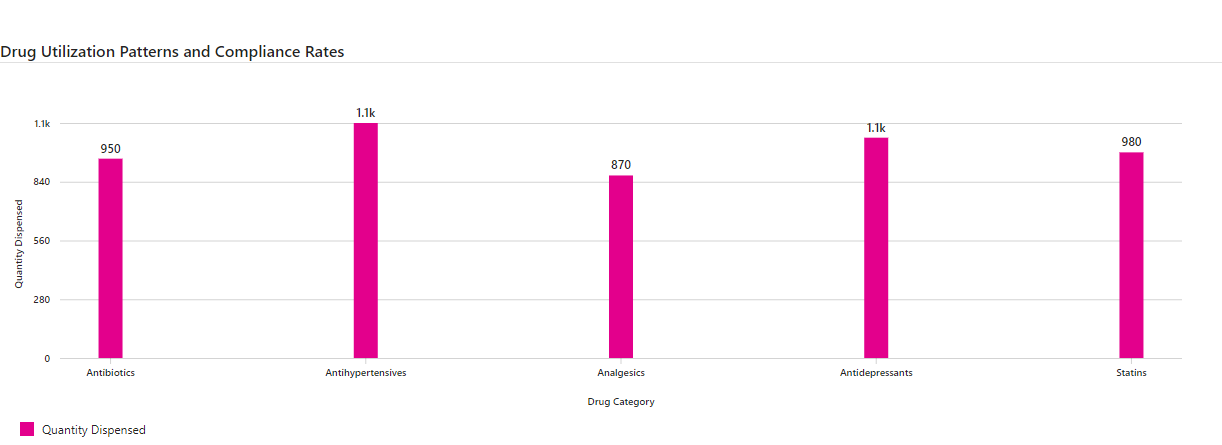 Drug Utilization Patterns and Compliance Rates
1.1k
1.1k
1.1k
950
980
870
840
560
280
0
Quantity Dispensed
Antibiotics
Antihypertensives
Analgesics
Antidepressants
Statins
Drug Category
Quantity Dispensed